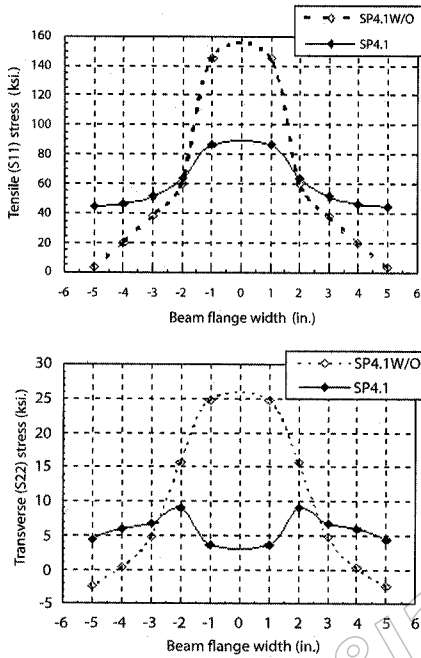 SP4.1W/O
SP4.1
Tensile (S11) stress (ksi.)
160
140
120
100
80
60
40
20
0
-6 -5 -4 -3 -2 -1 0 1 2 3 4 5 6
Beam flange width (in.)
SP4.1W/O
SP4.1
Transverse (S22) stress (ksi.)
30
25
20
15
10
5
0
-5
-6 -5 -4 -3 -2 -1 0 1 2 3 4 5 6
Beam flange width (in.)